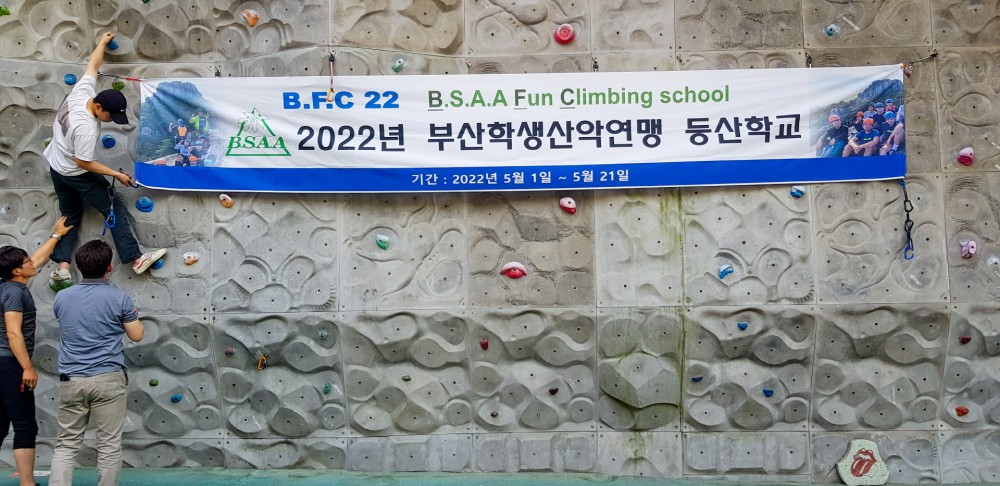 B.F.C 22 B.S.A.A Fun Climbing school
B.S.A.A
2022년 부산학생산악연맹 등산학교
기간 : 2022년 5월 1일 ~ 5월 21일